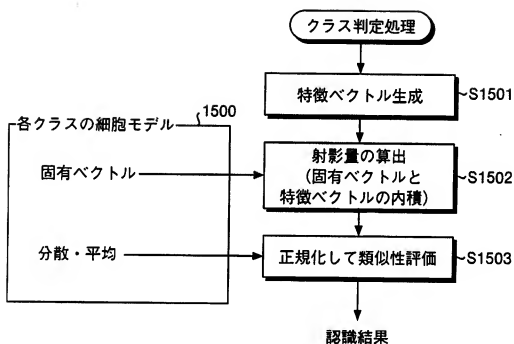 クラス判定処理
特徴ベクトル生成
S1501
各クラスの細胞モデル
1500
固有ベクトル
射影量の算出
(固有ベクトルと
特徴ベクトルの内積)
S1502
分散・平均
正規化して類似性評価
S1503
認識結果